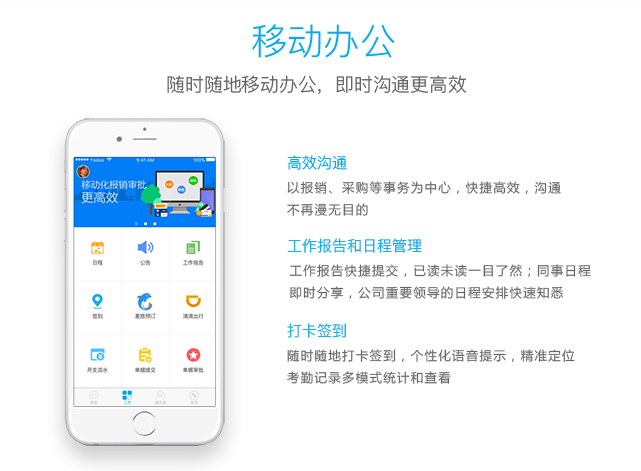 移动办公
随时随地移动办公，即时沟通更高效
Yodoo
9:41 AM
100%
移动化报销审批
更高效
日程
公告
工作报告
签到
差旅预订
滴滴出行
开支流水
单据提交
单据审批
上网
高效沟通
以报销、采购等事务为中心，快捷高效，沟通
不再漫无目的
工作报告和日程管理
工作报告快捷提交，已读未读一目了然；同事日程
即时分享，公司重要领导的日程安排快速知悉
打卡签到
随时随地打卡签到，个性化语音提示，精准定位
考勤记录多模式统计和查看